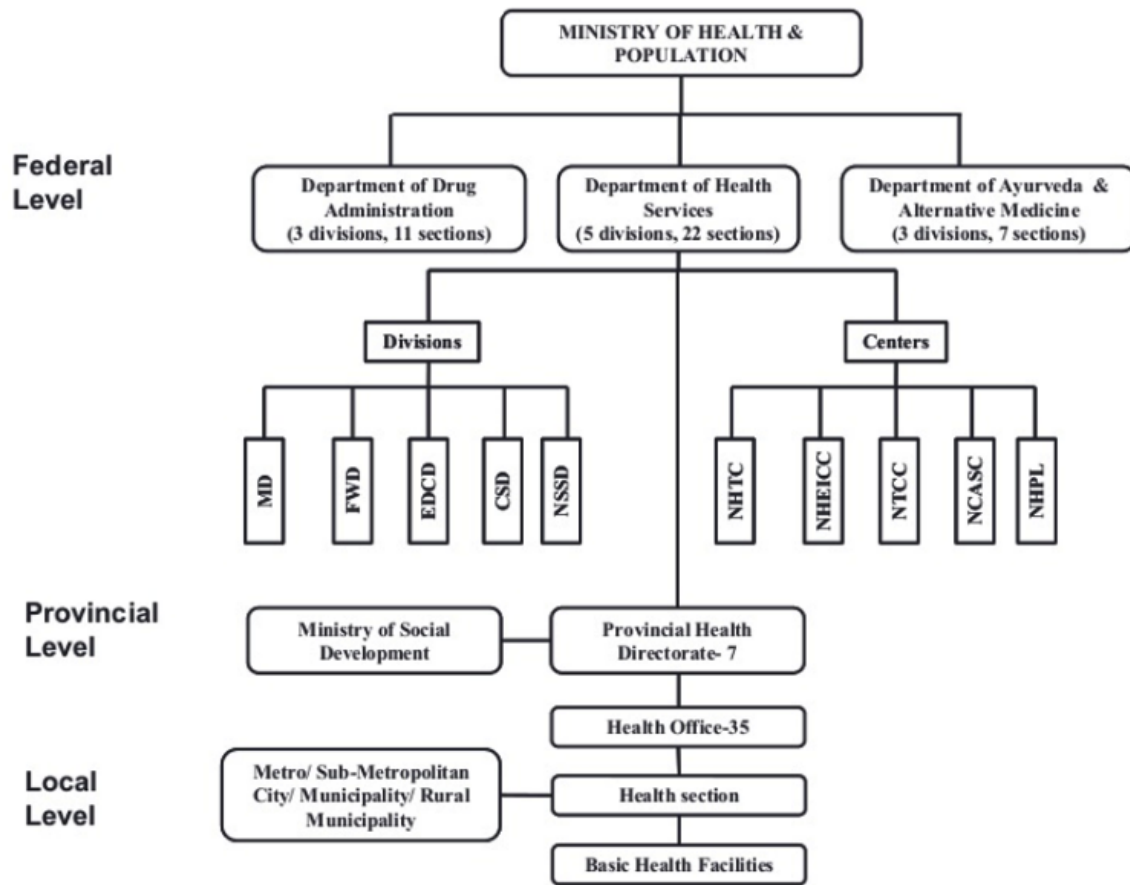 MINISTRY OF HEALTH &
POPULATION
Federal
Level
Department of Drug
Administration
(3 divisions, 11 sections)
Department of Health
Services
(5 divisions, 22 sections)
Department of Ayurveda &
Alternative Medicine
(3 divisions, 7 sections)
Divisions
Centers
MD
FWD
EDCD
CSD
NSSD
NHTC
NHEICC
NTCC
NCASC
NHPL
Provincial
Level
Ministry of Social
Development
Provincial Health
Directorate- 7
Health Office-35
Local
Level
Metro/ Sub-Metropolitan
City/ Municipality/ Rural
Municipality
Health section
Basic Health Facilities